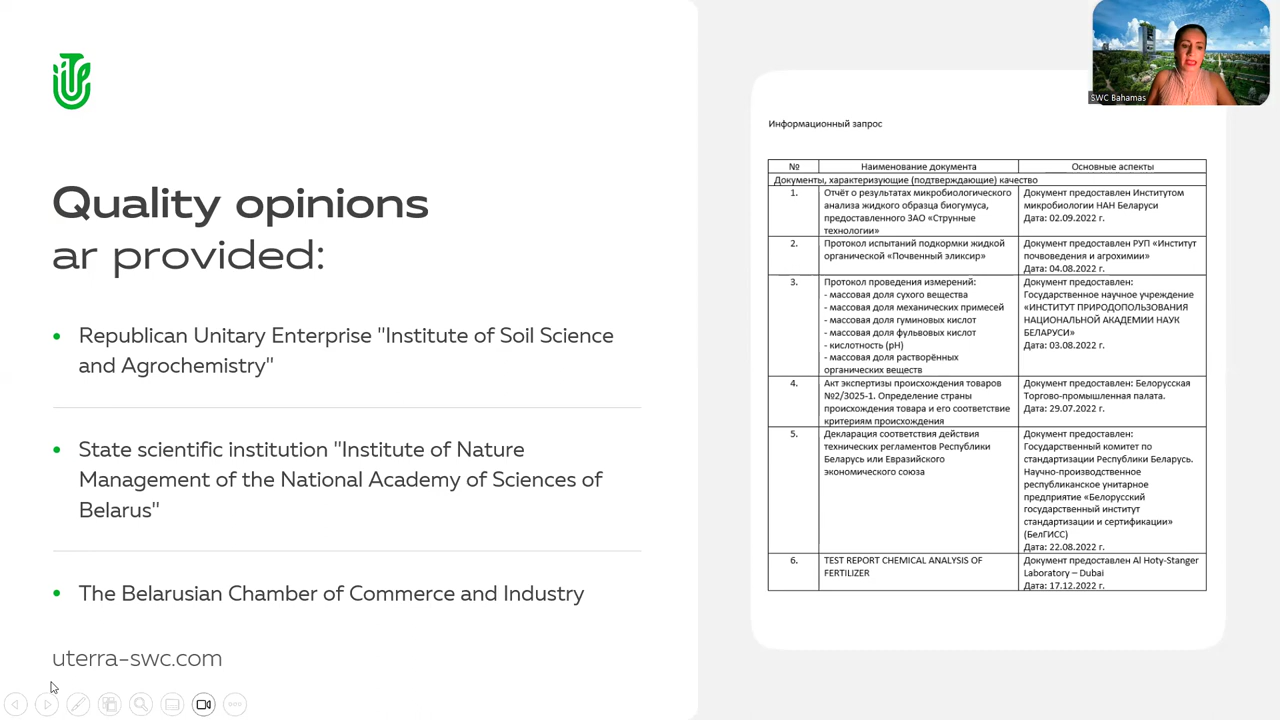 SWC Bahamas
Quality opinions
ar provided:
Republican Unitary Enterprise "Institute of Soil Science
and Agrochemistry"
State scientific institution "Institute of Nature
Management of the National Academy of Sciences of
Belarus"
The Belarusian Chamber of Commerce and Industry
uterra-swc.com
Информационный запрос
№ Наименование документа Основные аспекты
Документы, характеризующие (подтверждающие) качество
1. Отчёт о результатах микробиологического
анализа жидкого образца биогумуса,
предоставленного ЗАО «Струнные
технологии»
Документ предоставлен Институтом
микробиологии НАН Беларуси
Дата: 02.09.2022 г.
2. Протокол испытаний подкормки жидкой
органической «Почвенный эликсир»
Документ предоставлен РУП «Институт
почвоведения и агрохимии»
Дата: 04.08.2022 г.
3. Протокол проведения измерений:
- массовая доля сухого вещества
- массовая доля механических примесей
- массовая доля гуминовых кислот
- массовая доля фульвовых кислот
- кислотность (pH)
- массовая доля растворённых
органических веществ
Документ предоставлен:
Государственное научное учреждение
«ИНСТИТУТ ПРИРОДОПОЛЬЗОВАНИЯ
НАЦИОНАЛЬНОЙ АКАДЕМИИ НАУК
БЕЛАРУСИ»
Дата: 03.08.2022 г.
4. Акт экспертизы происхождения товаров
№2/3025-1. Определение страны
происхождения товара и его соответствие
критериям происхождения
Документ предоставлен: Белорусская
Торгово-промышленная палата.
Дата: 29.07.2022 г.
5. Декларация соответствия действия
технических регламентов Республики
Беларусь или Евразийского
экономического союза
Документ предоставлен:
Государственный комитет по
стандартизации Республики Беларусь.
Научно-производственное
республиканское унитарное
предприятие «Белорусский
государственный институт
стандартизации и сертификации»
(БелГИСС)
Дата: 22.08.2022 г.
6. TEST REPORT CHEMICAL ANALYSIS OF
FERTILIZER
Документ предоставлен Al Hoty-Stanger
Laboratory – Dubai
Дата: 17.12.2022 г.